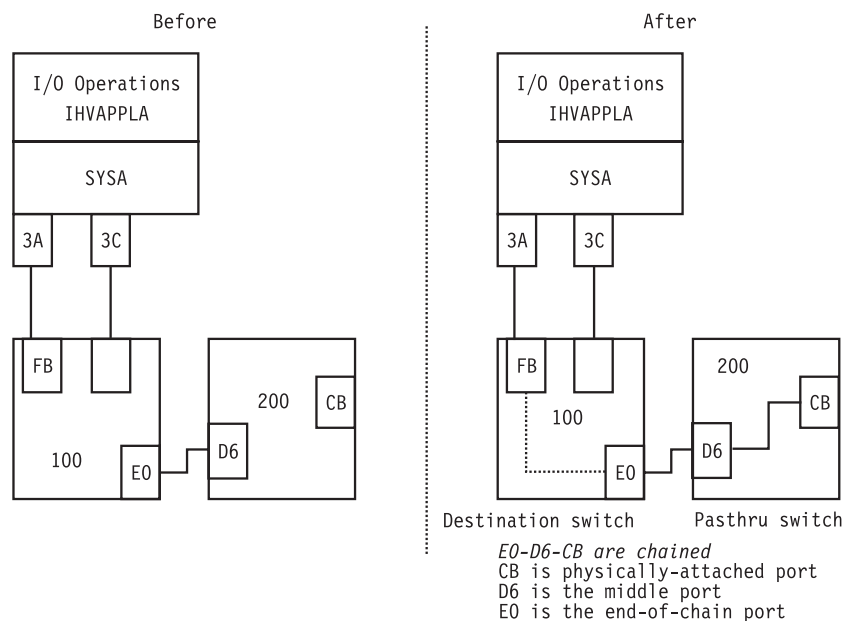 Before
I/O Operations
IHVAPPLA
SYSA
3A
3C
FB
200
CB
D6
100
E0
After
I/O Operations
IHVAPPLA
SYSA
3A
3C
FB
200
CB
100
D6
E0
Destination switch
Pasthru switch
E0-D6-CB are chained
CB is physically-attached port
D6 is the middle port
E0 is the end-of-chain port